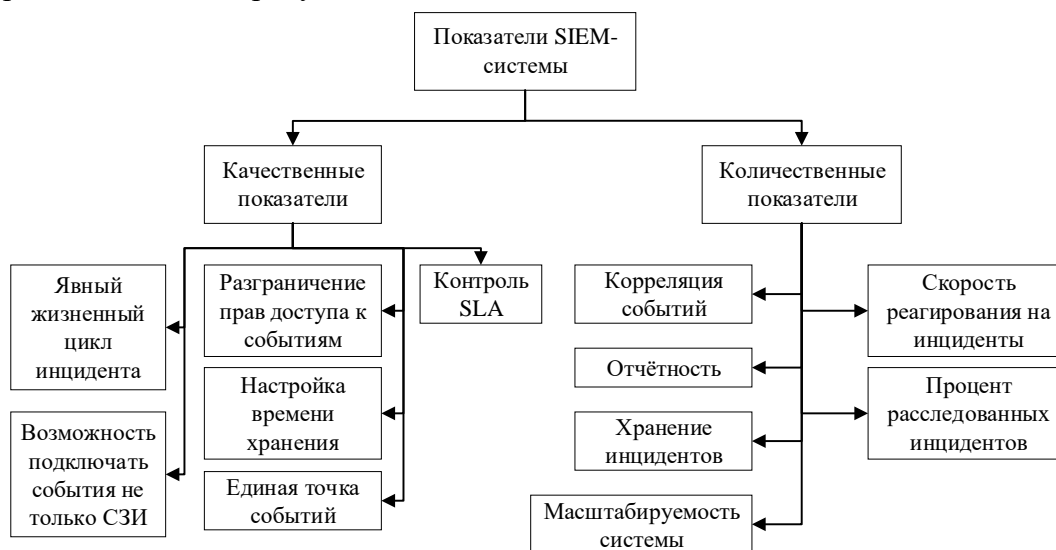 Показатели SIEM-
системы
Качественные
показатели
Количественные
показатели
Явный
жизненный
цикл
инцидента
Разграничение
прав доступа к
событиям
Контроль
SLA
Корреляция
событий
Скорость
реагирования на
инциденты
Отчётность
Настройка
времени
хранения
Процент
расследованных
инцидентов
Возможность
подключать
события не
только СЗИ
Хранение
инцидентов
Единая точка
событий
Масштабируемость
системы